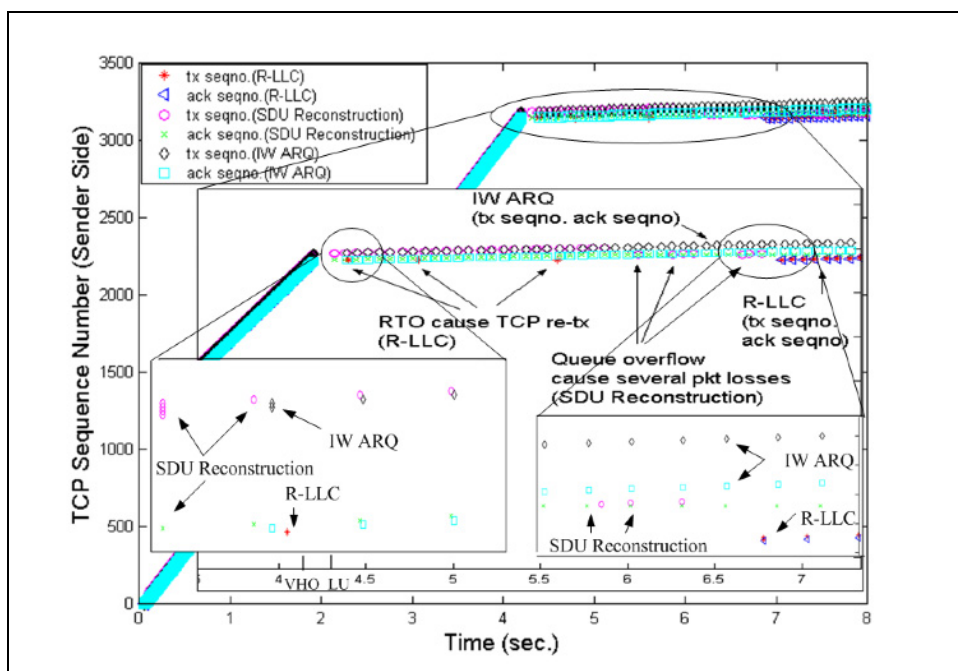 3500
3000
2500
2000
1500
1000
500
0
TCP Sequence Number (Sender Side)
tx seqno.(R-LLC)
ack seqno.(R-LLC)
tx seqno.(SDU Reconstruction)
ack seqno.(SDU Reconstruction)
tx seqno.(IW ARQ)
ack seqno.(IW ARQ)
IW ARQ
(tx seqno. ack seqno)
RTO cause TCP re-tx
(R-LLC)
Queue overflow
cause several pkt losses
(SDU Reconstruction)
R-LLC
(tx seqno.
ack seqno)
SDU Reconstruction
IW ARQ
R-LLC
IW ARQ
R-LLC
SDU Reconstruction
4 4.5 5 5.5 6 6.5 7
VHO LU
0 1 2 3 4 5 6 7 8
Time (sec.)